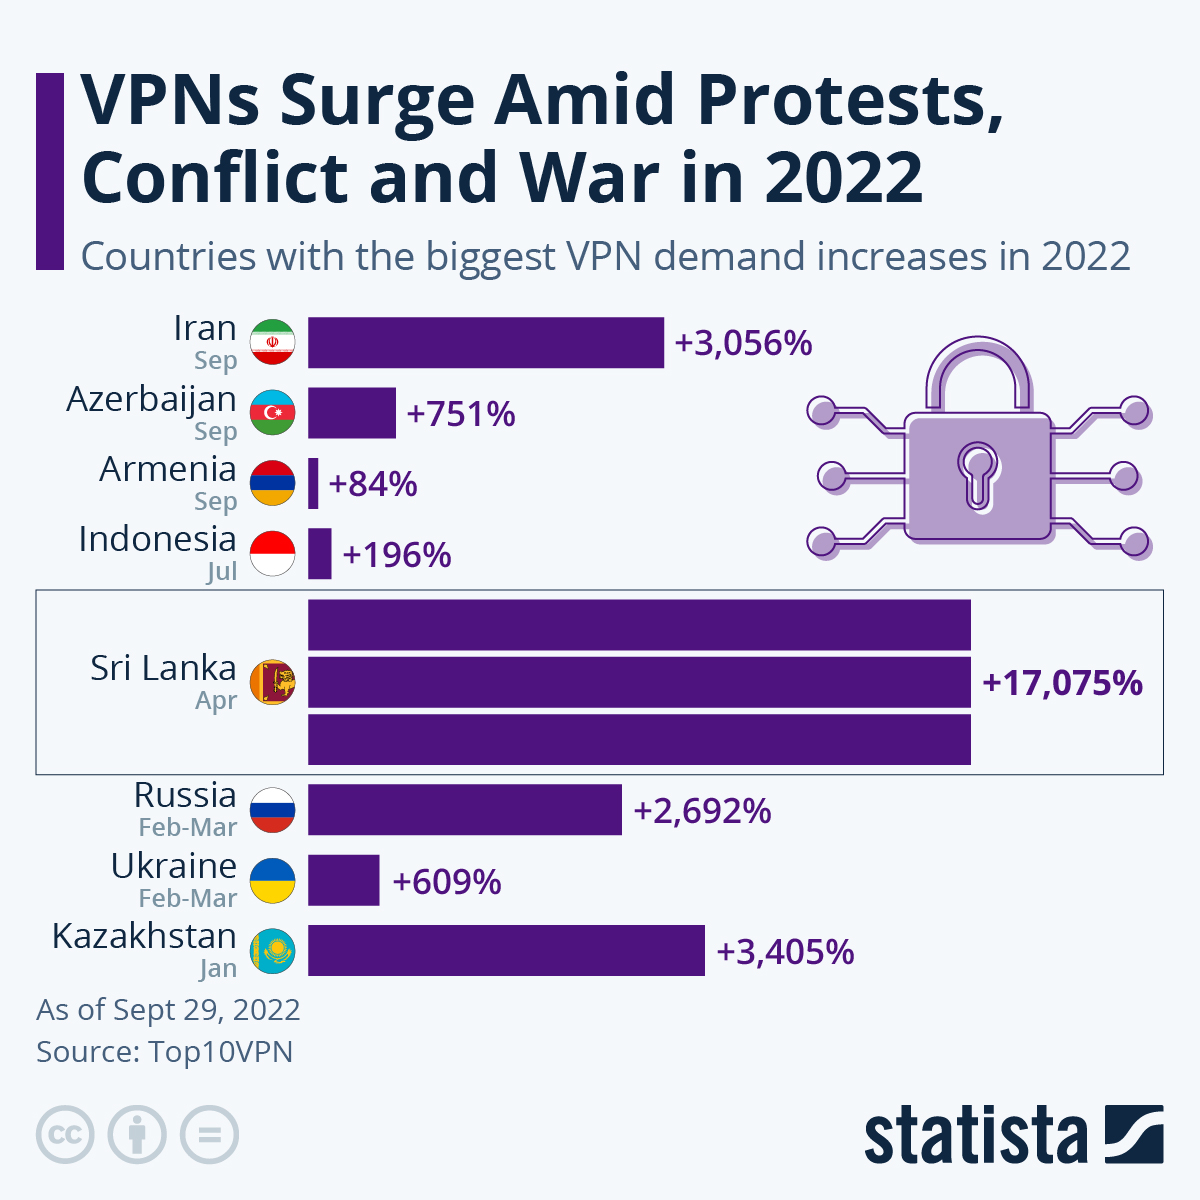 VPNs Surge Amid Protests,
Conflict and War in 2022
Countries with the biggest VPN demand increases in 2022
Iran
Sep
+3,056%
Azerbaijan
Sep
+751%
Armenia
Sep
+84%
Indonesia
Jul
+196%
Sri Lanka
Apr
+17,075%
Russia
Feb-Mar
+2,692%
Ukraine
Feb-Mar
+609%
Kazakhstan
Jan
+3,405%
As of Sept 29, 2022
Source: Top10VPN
cc
statista